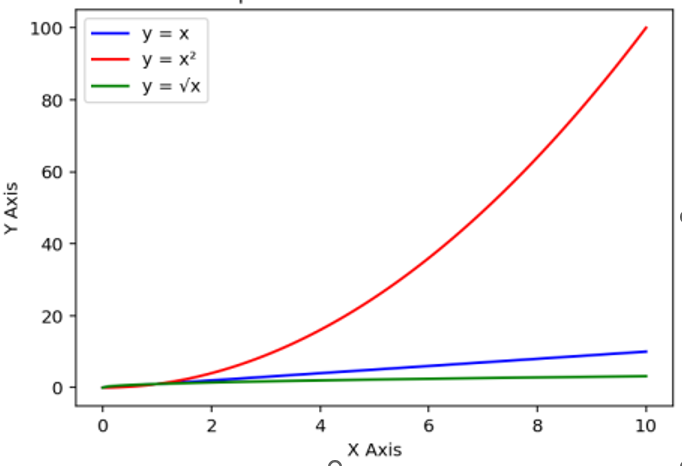 y = x
y = x²
y = √x
100
80
60
40
20
0
0 2 4 6 8 10
Y Axis
X Axis